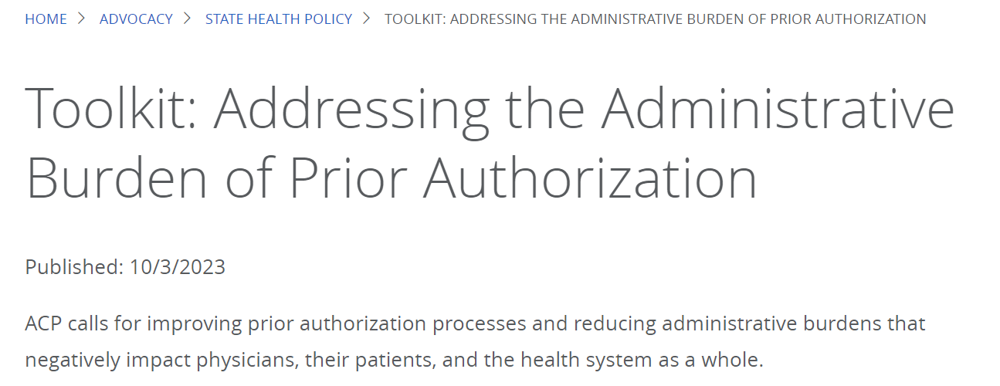 HOME > ADVOCACY > STATE HEALTH POLICY > TOOLKIT: ADDRESSING THE ADMINISTRATIVE BURDEN OF PRIOR AUTHORIZATION
Toolkit: Addressing the Administrative
Burden of Prior Authorization
Published: 10/3/2023
ACP calls for improving prior authorization processes and reducing administrative burdens that
negatively impact physicians, their patients, and the health system as a whole.